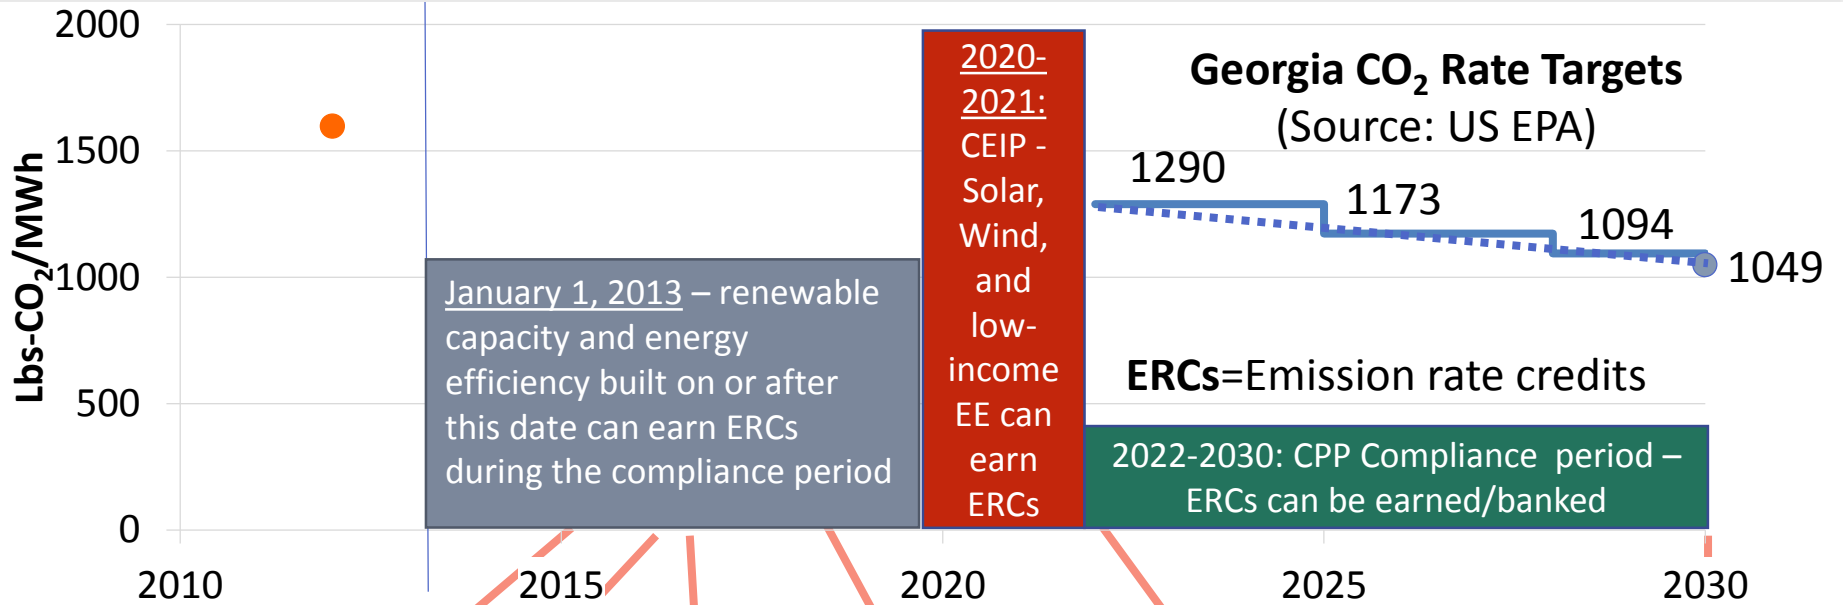 2000
1500
1000
500
0
Lbs-CO₂/MWh
2010
2015
2020
2025
2030
January 1, 2013 – renewable
capacity and energy
efficiency built on or after
this date can earn ERCs
during the compliance period
2020-
2021:
CEIP -
Solar,
Wind,
and
low-
income
EE can
earn
ERCs
Georgia CO₂ Rate Targets
(Source: US EPA)
1290
1173
1094
1049
ERCs=Emission rate credits
2022-2030: CPP Compliance period –
ERCs can be earned/banked